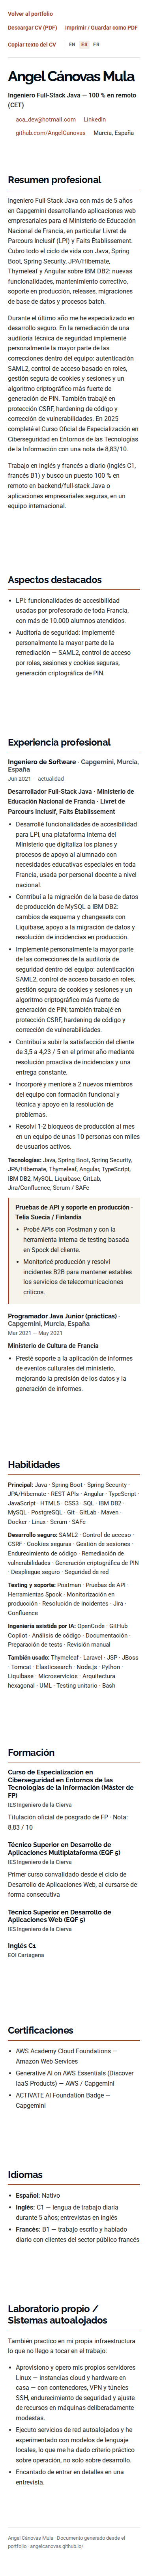 Volver al portfolio
Descargar CV (PDF) Imprimir / Guardar como PDF
Copiar texto del CV EN ES FR
Angel Cánovas Mula
Ingeniero Full-Stack Java — 100 % en remoto
(CET)
aca_dev@hotmail.com LinkedIn
github.com/AngelCanovas Murcia, España
Resumen profesional
Ingeniero Full-Stack Java con más de 5 años
en Capgemini desarrollando aplicaciones web
empresariales para el Ministerio de Educación
Nacional de Francia, en particular Livret de
Parcours Inclusif (LPI) y Faits Établissement.
Cubro todo el ciclo de vida con Java, Spring
Boot, Spring Security, JPA/Hibernate,
Thymeleaf y Angular sobre IBM DB2: nuevas
funcionalidades, mantenimiento correctivo,
soporte en producción, releases, migraciones
de base de datos y procesos batch.
Durante el último año me he especializado en
desarrollo seguro. En la remediación de una
auditoría técnica de seguridad implementé
personalmente la mayor parte de las
correcciones dentro del equipo: autenticación
SAML2, control de acceso basado en roles,
gestión segura de cookies y sesiones y un
algoritmo criptográfico más fuerte de
generación de PIN. También trabajé en
protección CSRF, hardening de código y
corrección de vulnerabilidades. En 2025
completé el Curso Oficial de Especialización en
Ciberseguridad en Entornos de las Tecnologías
de la Información con una nota de 8,83/10.
Trabajo en inglés y francés a diario (inglés C1,
francés B1) y busco un puesto 100 % en
remoto en backend/full-stack Java o
aplicaciones empresariales seguras, en un
equipo internacional.
Aspectos destacados
• LPI: funcionalidades de accesibilidad
usadas por profesorado de toda Francia,
con más de 10.000 alumnos atendidos.
• Auditoría de seguridad: implementé
personalmente la mayor parte de la
remediación — SAML2, control de acceso
por roles, sesiones y cookies seguras,
generación criptográfica de PIN.
Experiencia profesional
Ingeniero de Software · Capgemini, Murcia,
España
Jun 2021 — actualidad
Desarrollador Full-Stack Java · Ministerio de
Educación Nacional de Francia · Livret de
Parcours Inclusif, Faits Établissement
• Desarrollé funcionalidades de accesibilidad
para LPI, una plataforma interna del
Ministerio que digitaliza los planes y
procesos de apoyo al alumnado con
necesidades educativas especiales en toda
Francia, usada por personal docente a nivel
nacional.
• Contribuí a la migración de la base de datos
de producción de MySQL a IBM DB2:
cambios de esquema y changesets con
Liquibase, apoyo a la migración de datos y
resolución de incidencias en producción.
• Implementé personalmente la mayor parte
de las correcciones de la auditoría de
seguridad dentro del equipo: autenticación
SAML2, control de acceso basado en roles,
gestión segura de cookies y sesiones y un
algoritmo criptográfico más fuerte de
generación de PIN; también trabajé en
protección CSRF, hardening de código y
corrección de vulnerabilidades.
• Contribuí a subir la satisfacción del cliente
de 3,5 a 4,23 / 5 en el primer año mediante
resolución proactiva de incidencias y una
entrega constante.
• Incorporé y mentoré a 2 nuevos miembros
del equipo con formación funcional y
técnica y apoyo en la resolución de
problemas.
• Resolví 1-2 bloqueos de producción al mes
en un equipo de unas 10 personas con miles
de usuarios activos.
Tecnologías: Java, Spring Boot, Spring Security,
JPA/Hibernate, Thymeleaf, Angular, TypeScript,
IBM DB2, MySQL, Liquibase, GitLab,
Jira/Confluence, Scrum / SAFe
Pruebas de API y soporte en producción ·
Telia Suecia / Finlandia
• Probé APIs con Postman y con la
herramienta interna de testing basada
en Spock del cliente.
• Monitoricé producción y resolví
incidentes B2B para mantener estables
los servicios de telecomunicaciones
críticos.
Programador Java Junior (prácticas) ·
Capgemini, Murcia, España
Mar 2021 — May 2021
Ministerio de Cultura de Francia
• Presté soporte a la aplicación de informes
de eventos culturales del ministerio,
mejorando la precisión de los datos y la
generación de informes.
Habilidades
Principal: Java · Spring Boot · Spring Security ·
JPA/Hibernate · REST APIs · Angular · TypeScript
· JavaScript · HTML5 · CSS3 · SQL · IBM DB2 ·
MySQL · PostgreSQL · Git · GitLab · Maven ·
Docker · Linux · Scrum · SAFe
Desarrollo seguro: SAML2 · Control de acceso ·
CSRF · Cookies seguras · Gestión de sesiones ·
Endurecimiento de código · Remediación de
vulnerabilidades · Generación criptográfica de PIN
· Despliegue seguro · Seguridad de red
Testing y soporte: Postman · Pruebas de API ·
Herramientas Spock · Monitorización en
producción · Resolución de incidentes · Jira ·
Confluence
Ingeniería asistida por IA: OpenCode · GitHub
Copilot · Análisis de código · Documentación ·
Preparación de tests · Revisión manual
También usado: Thymeleaf · Laravel · JSP · JBoss
· Tomcat · Elasticsearch · Node.js · Python ·
Liquibase · Microservicios · Arquitectura
hexagonal · UML · Testing unitario · Bash
Formación
Curso de Especialización en
Ciberseguridad en Entornos de las
Tecnologías de la Información (Máster de
FP)
IES Ingeniero de la Cierva
Titulación oficial de posgrado de FP · Nota:
8,83 / 10
Técnico Superior en Desarrollo de
Aplicaciones Multiplataforma (EQF 5)
IES Ingeniero de la Cierva
Primer curso convalidado desde el ciclo de
Desarrollo de Aplicaciones Web, al cursarse de
forma consecutiva
Técnico Superior en Desarrollo de
Aplicaciones Web (EQF 5)
IES Ingeniero de la Cierva
Inglés C1
EOI Cartagena
Certificaciones
• AWS Academy Cloud Foundations —
Amazon Web Services
• Generative AI on AWS Essentials (Discover
IaaS Products) — AWS / Capgemini
• ACTIVATE AI Foundation Badge —
Capgemini
Idiomas
• Español: Nativo
• Inglés: C1 — lengua de trabajo diaria
durante 5 años; entrevistas en inglés
• Francés: B1 — trabajo escrito y hablado
diario con clientes del sector público francés
Laboratorio propio /
Sistemas autoalojados
También practico en mi propia infraestructura
lo que no llego a tocar en el trabajo:
• Aprovisiono y opero mis propios servidores
Linux — instancias cloud y hardware en
casa — con contenedores, VPN y túneles
SSH, endurecimiento de seguridad y ajuste
de recursos en máquinas deliberadamente
modestas.
• Ejecuto servicios de red autoalojados y he
experimentado con modelos de lenguaje
locales, lo que me ha dado criterio práctico
sobre operación, no solo sobre desarrollo.
• Encantado de entrar en detalles en una
entrevista.
Angel Cánovas Mula · Documento generado desde el
portfolio · angelcanovas.github.io/